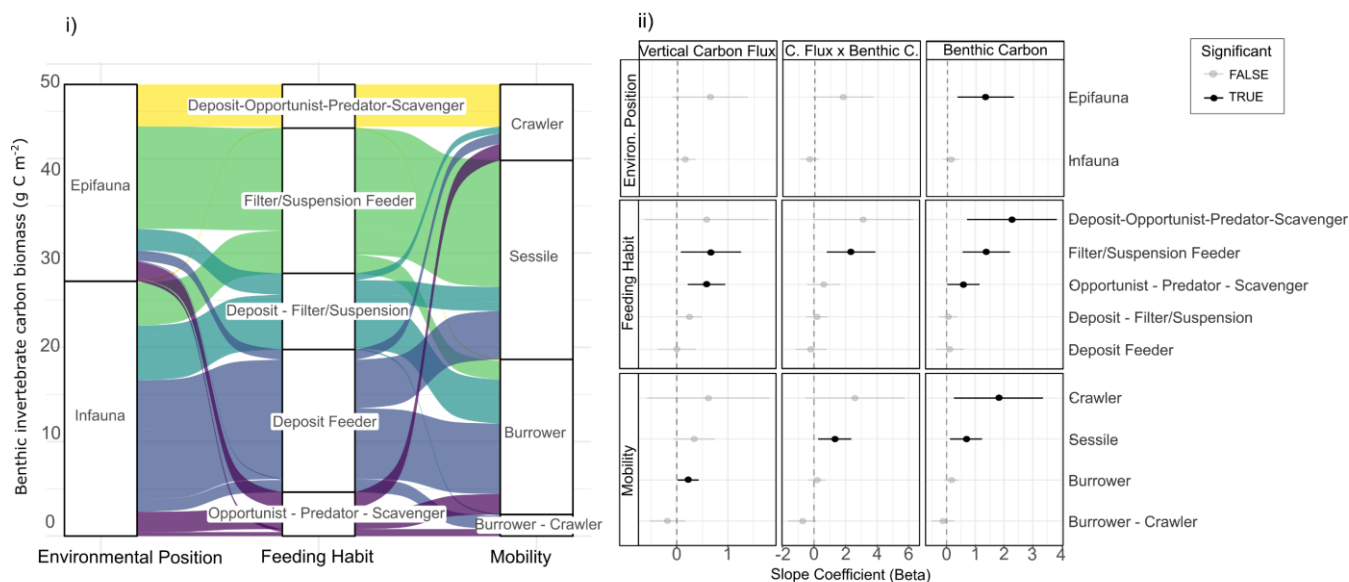 i)
Benthic invertebrate carbon biomass (g C m⁻²)
50
40
30
20
10
0
Epifauna
Infauna
Deposit-Opportunist-Predator-Scavenger
Filter/Suspension Feeder
Deposit - Filter/Suspension
Deposit Feeder
Opportunist - Predator - Scavenger
Crawler
Sessile
Burrower
Burrower - Crawler
Environmental Position
Feeding Habit
Mobility
ii)
Vertical Carbon Flux
C. Flux x Benthic C.
Benthic Carbon
Environ. Position
Epifauna
Infauna
Feeding Habit
Deposit-Opportunist-Predator-Scavenger
Filter/Suspension Feeder
Opportunist - Predator - Scavenger
Deposit - Filter/Suspension
Deposit Feeder
Mobility
Crawler
Sessile
Burrower
Burrower - Crawler
0 1 -2 0 2 4 6 0 1 2 3 4
Slope Coefficient (Beta)
Significant
FALSE
TRUE